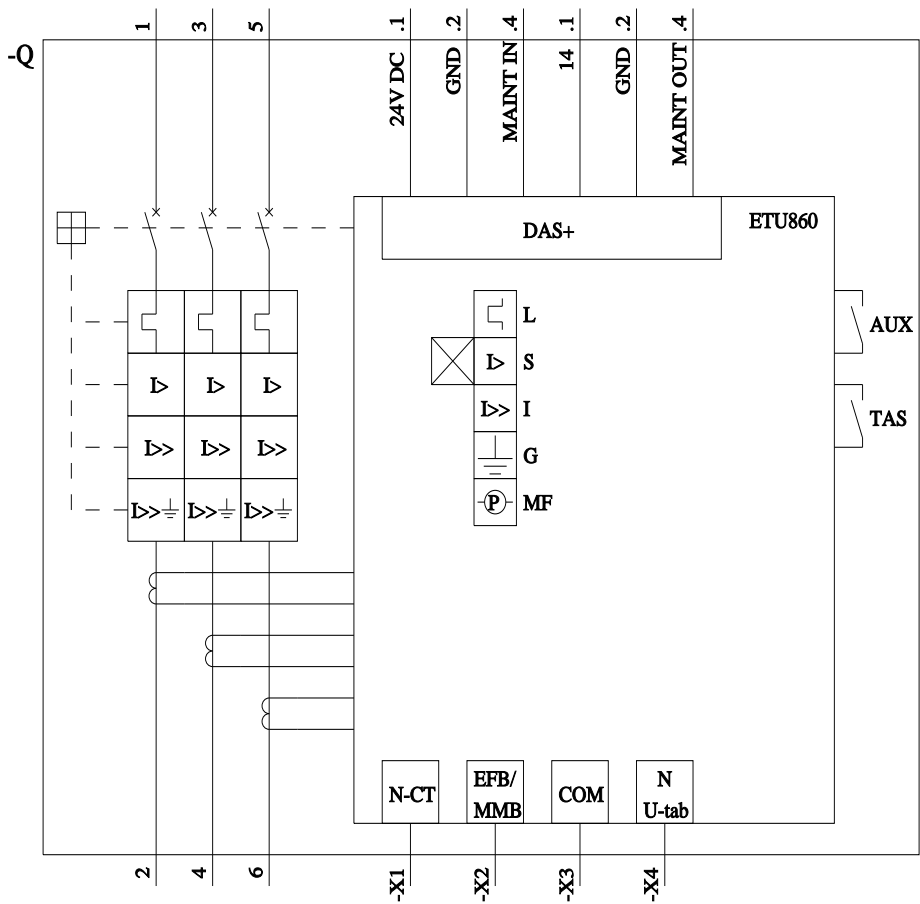 1 3 5 .1 .2 .4 .1 .2 .4
-Q
24V DC GND MAINT IN 14 GND MAINT OUT
DAS+
ETU860
L
AUX
I> I> I> I> S
I>> I
TAS
I>> I>> I>>
G
P MF
I>> I>> I>>
N-CT
EFB/
MMB
COM
N
U-tab
2 4 6 -X1 -X2 -X3 -X4